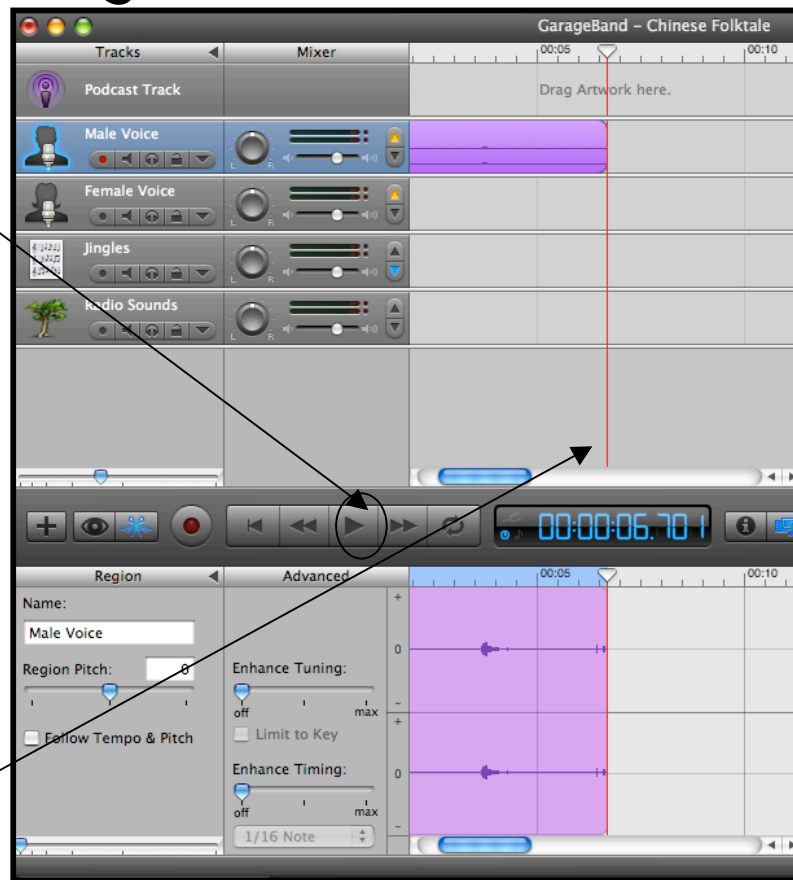 GarageBand – Chinese Folktale
Tracks Mixer 00:05 00:10
Podcast Track Drag Artwork here.
Male Voice
L R
Female Voice
L R
Jingles
L R
Radio Sounds
L R
00:00:06.701
Region Advanced 00:05 00:10
Name:
Male Voice
Region Pitch: 0
Enhance Tuning:
off max
Follow Tempo & Pitch Limit to Key
Enhance Timing:
off max
1/16 Note
+
0
-
+
0
-